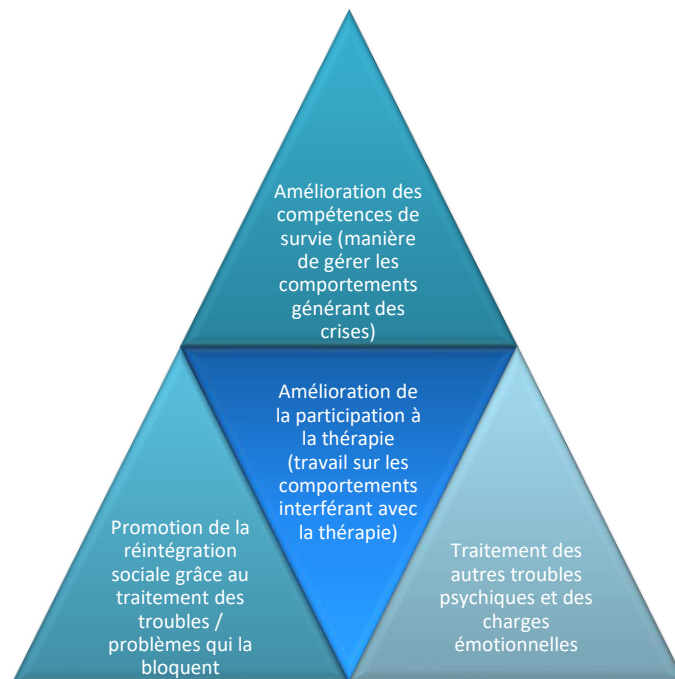 Amélioration des
compétences de
survie (manière
de gérer les
comportements
générant des
crises)
Amélioration de
la participation à
la thérapie
(travail sur les
comportements
interférant avec
la thérapie)
Promotion de la
réintégration
sociale grâce au
traitement des
troubles /
problèmes qui la
bloquent
Traitement des
autres troubles
psychiques et des
charges
émotionnelles